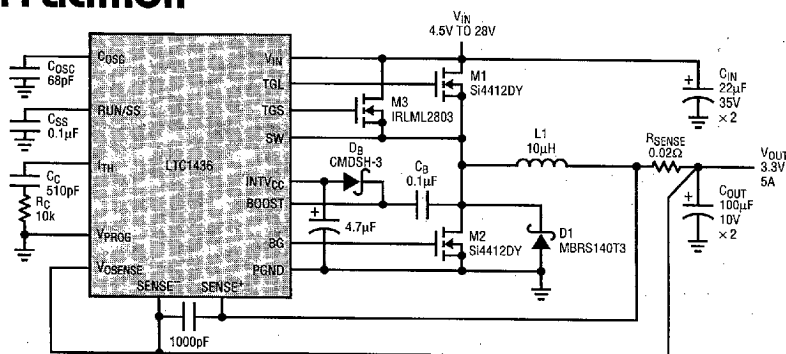 COSC
COSC
68pF
RUN/SS
CSS
0.1µF
ITH
CC
510pF
RC
10k
VPROG
VOSENSE
SENSE–
SENSE+
1000pF
LTC1436
VIN
TGL
TGS
SW
INTVCC
BOOST
BG
PGND
VIN
4.5V TO 28V
M1
Si4412DY
M3
IRLML2803
DB
CMDSH-3
CB
0.1µF
4.7µF
M2
Si4412DY
L1
10µH
D1
MBRS140T3
CIN
22µF
35V
× 2
RSENSE
0.02Ω
VOUT
3.3V
5A
COUT
100µF
10V
× 2